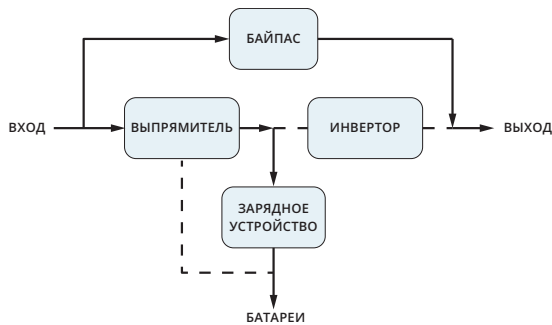 БАЙПАС
ВХОД
ВЫПРЯМИТЕЛЬ
ИНВЕРТОР
ВЫХОД
ЗАРЯДНОЕ
УСТРОЙСТВО
БАТАРЕИ